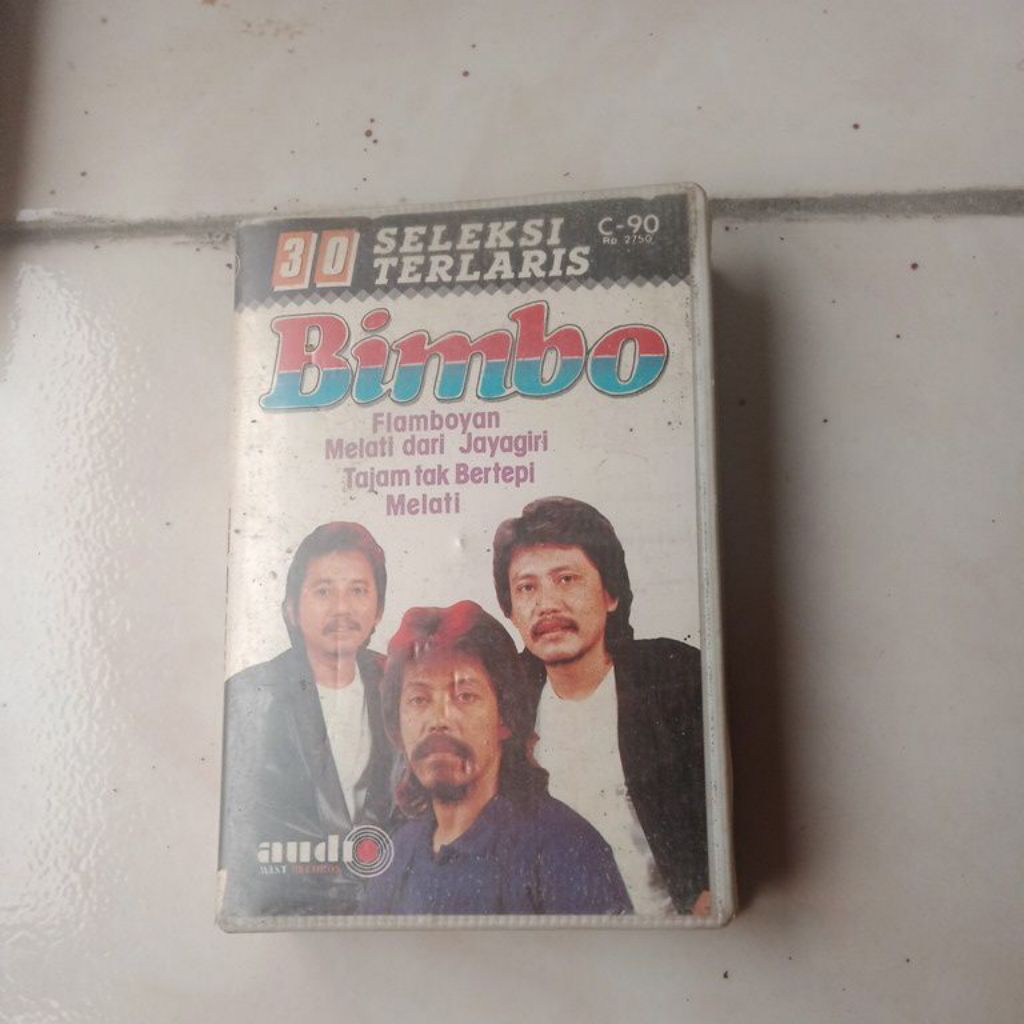 30 SELEKSI
TERLARIS
C-90
Rp. 2750
Bimbo
Flamboyan
Melati dari Jayagiri
Tajam tak Bertepi
Melati
audio